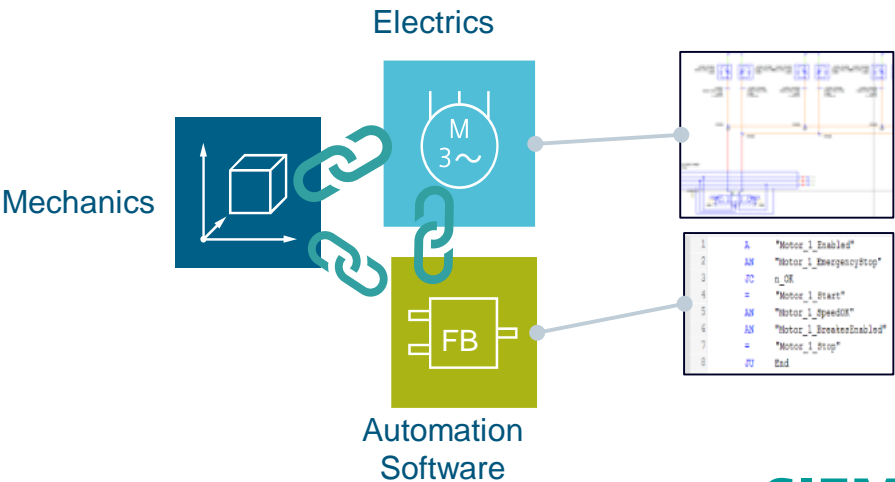 Electrics
M
3~
Mechanics
FB
Automation
Software
1 A "Motor_1_Enabled"
2 AN "Motor_1_EmergencyStop"
3 JC n_OK
4 = "Motor_1_Start"
5 AN "Motor_1_SpeedOK"
6 AN "Motor_1_BreakesEnabled"
7 = "Motor_1_Stop"
8 JU End